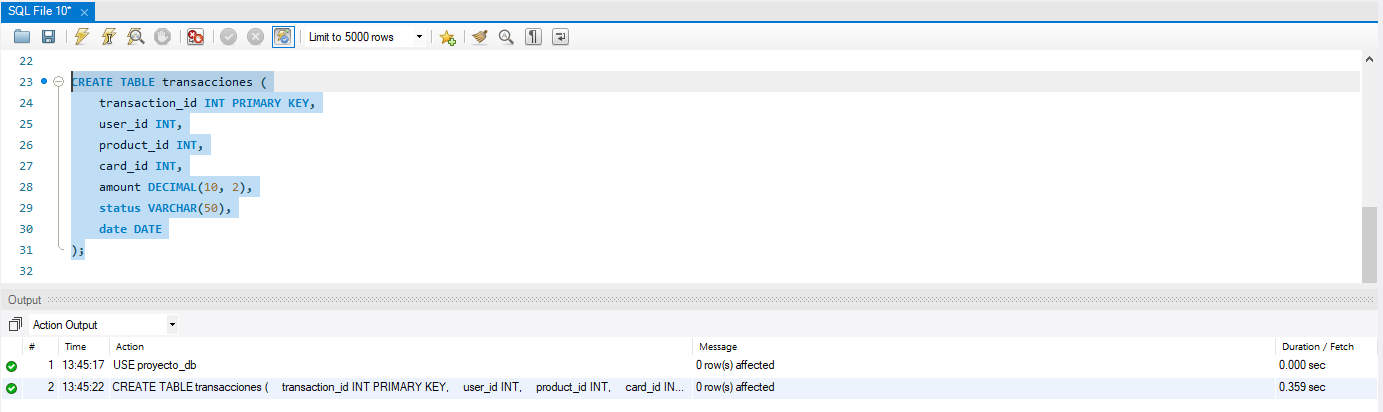 SQL File 10*
Limit to 5000 rows
22
23 CREATE TABLE transacciones (
24 transaction_id INT PRIMARY KEY,
25 user_id INT,
26 product_id INT,
27 card_id INT,
28 amount DECIMAL(10, 2),
29 status VARCHAR(50),
30 date DATE
31 );
32
Output
Action Output
# Time Action Message Duration / Fetch
1 13:45:17 USE proyecto_db 0 row(s) affected 0.000 sec
2 13:45:22 CREATE TABLE transacciones ( transaction_id INT PRIMARY KEY, user_id INT, product_id INT, card_id IN... 0 row(s) affected 0.359 sec